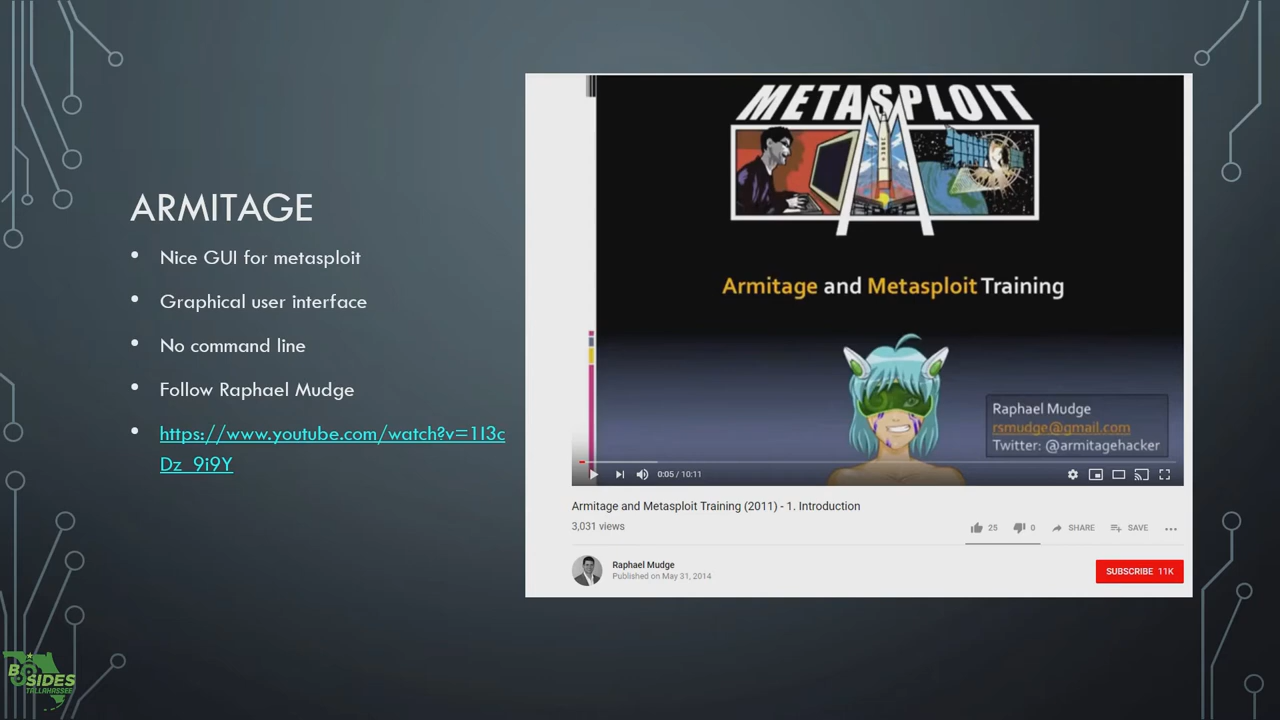 ARMITAGE
• Nice GUI for metasploit
• Graphical user interface
• No command line
• Follow Raphael Mudge
• https://www.youtube.com/watch?v=1I3c
Dz_9i9Y
METASPLOIT
Armitage and Metasploit Training
Raphael Mudge
rsmudge@gmail.com
Twitter: @armitagehacker
0:05 / 10:11
Armitage and Metasploit Training (2011) - 1. Introduction
3,031 views
25 0 SHARE SAVE ...
Raphael Mudge
Published on May 31, 2014
SUBSCRIBE 11K
BSIDES
TALLAHASSEE